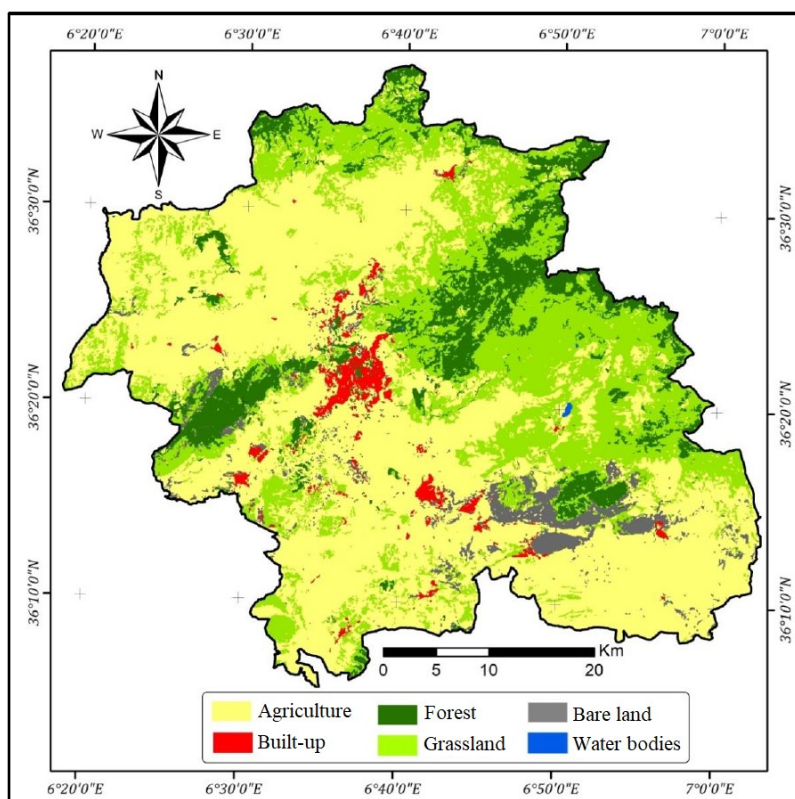 6°20'0"E 6°30'0"E 6°40'0"E 6°50'0"E 7°0'0"E
N
W E
S
36°30'0"N 36°30'0"N
36°20'0"N 36°20'0"N
36°10'0"N 36°10'0"N
Km
0 5 10 20
Agriculture Forest Bare land
Built-up Grassland Water bodies
6°20'0"E 6°30'0"E 6°40'0"E 6°50'0"E 7°0'0"E